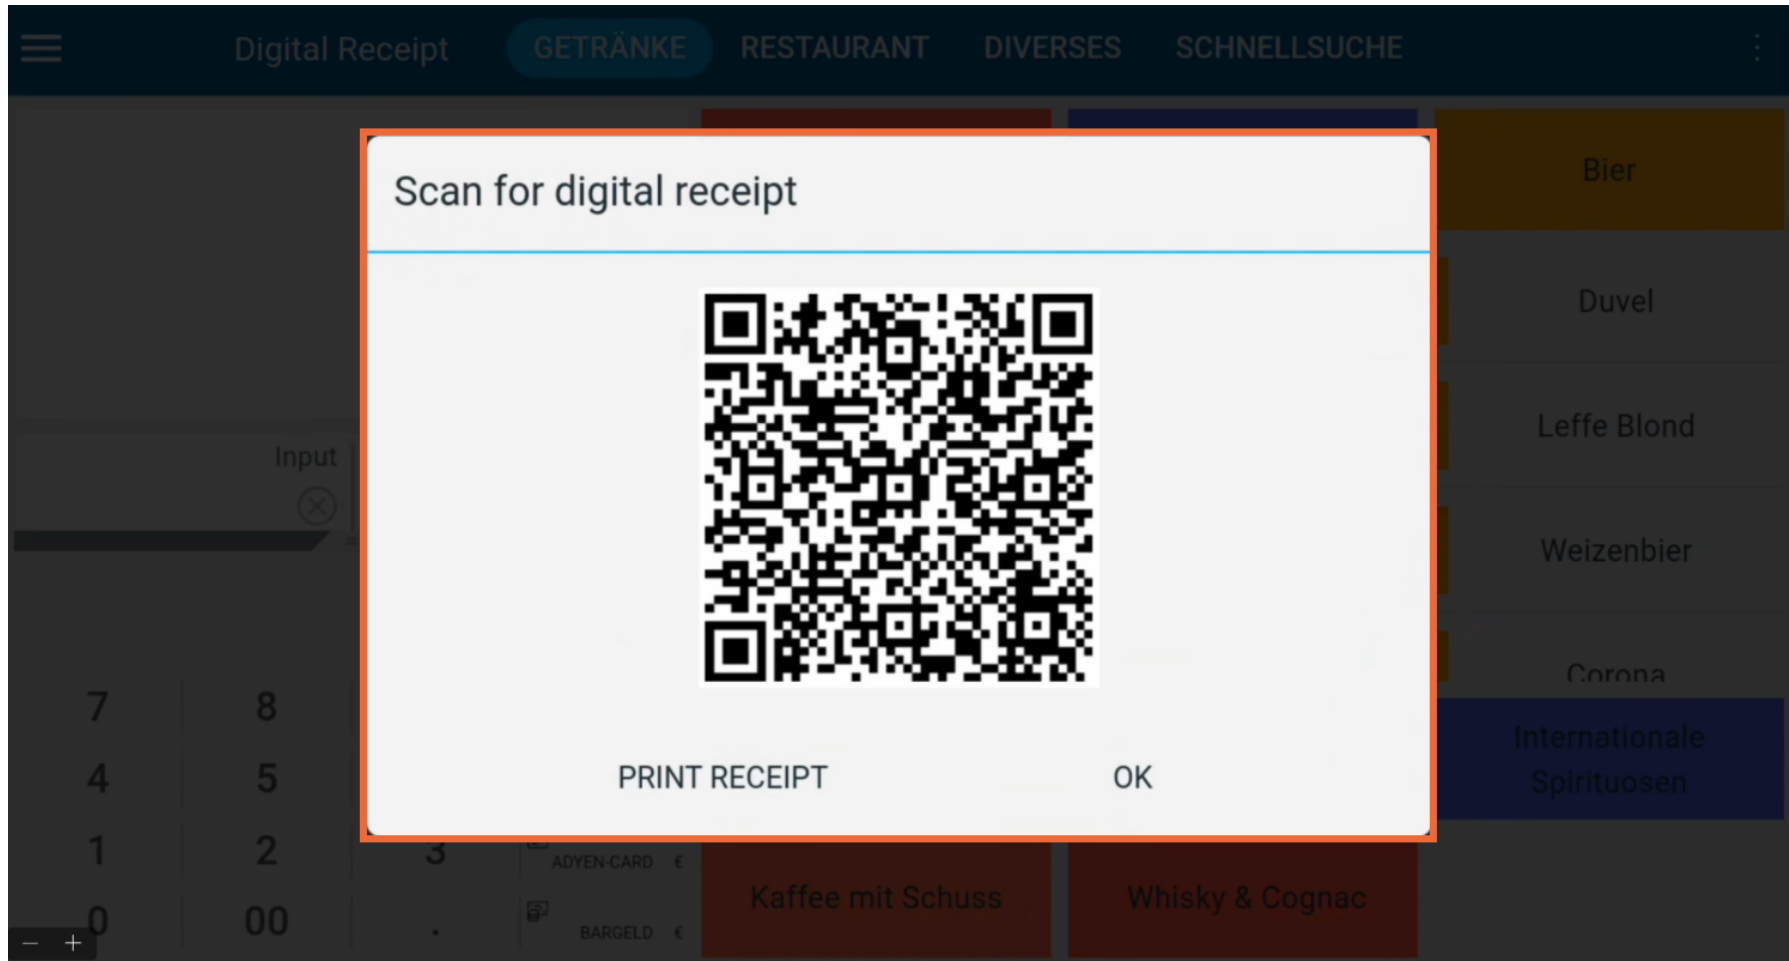 Digital Receipt GETRÄNKE RESTAURANT DIVERSES SCHNELLSUCHE
Scan for digital receipt
PRINT RECEIPT OK
Input
7 8
4 5
1 2 3
0 00 .
ADYEN-CARD €
BARGELD €
Kaffee mit Schuss
Whisky & Cognac
Bier
Duvel
Leffe Blond
Weizenbier
Corona
Internationale
Spirituosen